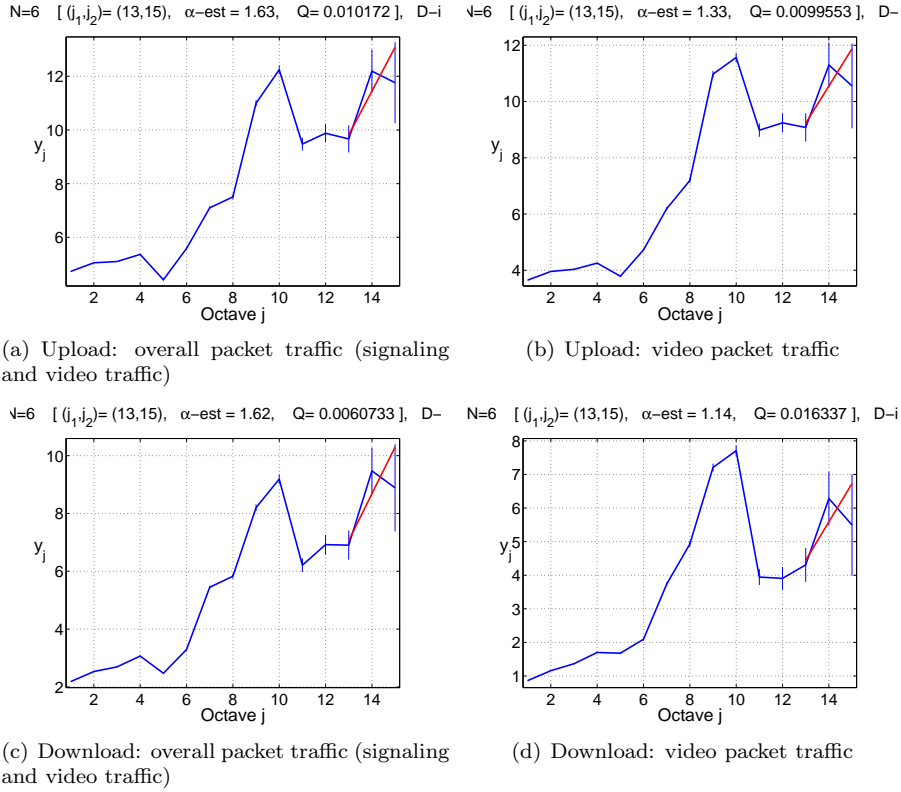 N=6 [ (j1,j2)= (13,15), α-est = 1.63, Q= 0.010172 ], D-i
12
10
8
6
yj
2 4 6 8 10 12 14
Octave j
(a) Upload: overall packet traffic (signaling
and video traffic)
N=6 [ (j1,j2)= (13,15), α-est = 1.33, Q= 0.0099553 ], D-
12
10
8
6
4
yj
2 4 6 8 10 12 14
Octave j
(b) Upload: video packet traffic
N=6 [ (j1,j2)= (13,15), α-est = 1.62, Q= 0.0060733 ], D-
10
8
6
4
2
yj
2 4 6 8 10 12 14
Octave j
(c) Download: overall packet traffic (signaling
and video traffic)
N=6 [ (j1,j2)= (13,15), α-est = 1.14, Q= 0.016337 ], D-i
8
7
6
5
4
3
2
1
yj
2 4 6 8 10 12 14
Octave j
(d) Download: video packet traffic